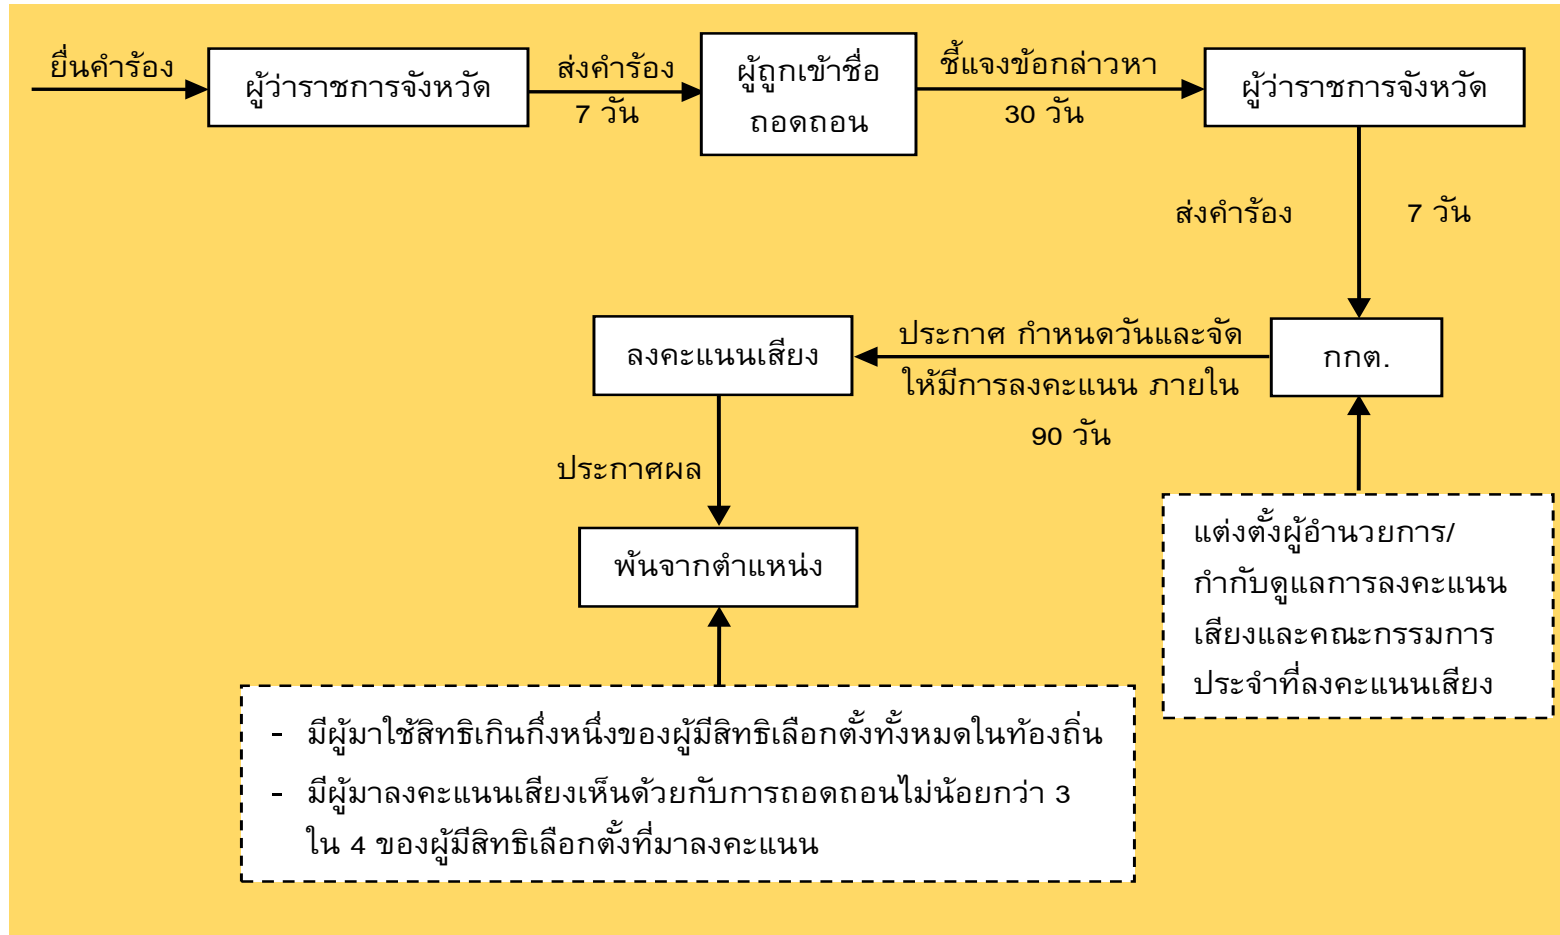 ยื่นคำร้อง
ผู้ว่าราชการจังหวัด
ส่งคำร้อง
7 วัน
ผู้ถูกเข้าชื่อ
ถอดถอน
ชี้แจงข้อกล่าวหา
30 วัน
ผู้ว่าราชการจังหวัด
ส่งคำร้อง
7 วัน
กกต.
ประกาศ กำหนดวันและจัด
ให้มีการลงคะแนน ภายใน
90 วัน
ลงคะแนนเสียง
ประกาศผล
พ้นจากตำแหน่ง
แต่งตั้งผู้อำนวยการ/
กำกับดูแลการลงคะแนน
เสียงและคณะกรรมการ
ประจำที่ลงคะแนนเสียง
- มีผู้มาใช้สิทธิเกินกึ่งหนึ่งของผู้มีสิทธิเลือกตั้งทั้งหมดในท้องถิ่น
- มีผู้มาลงคะแนนเสียงเห็นด้วยกับการถอดถอนไม่น้อยกว่า 3
ใน 4 ของผู้มีสิทธิเลือกตั้งที่มาลงคะแนน